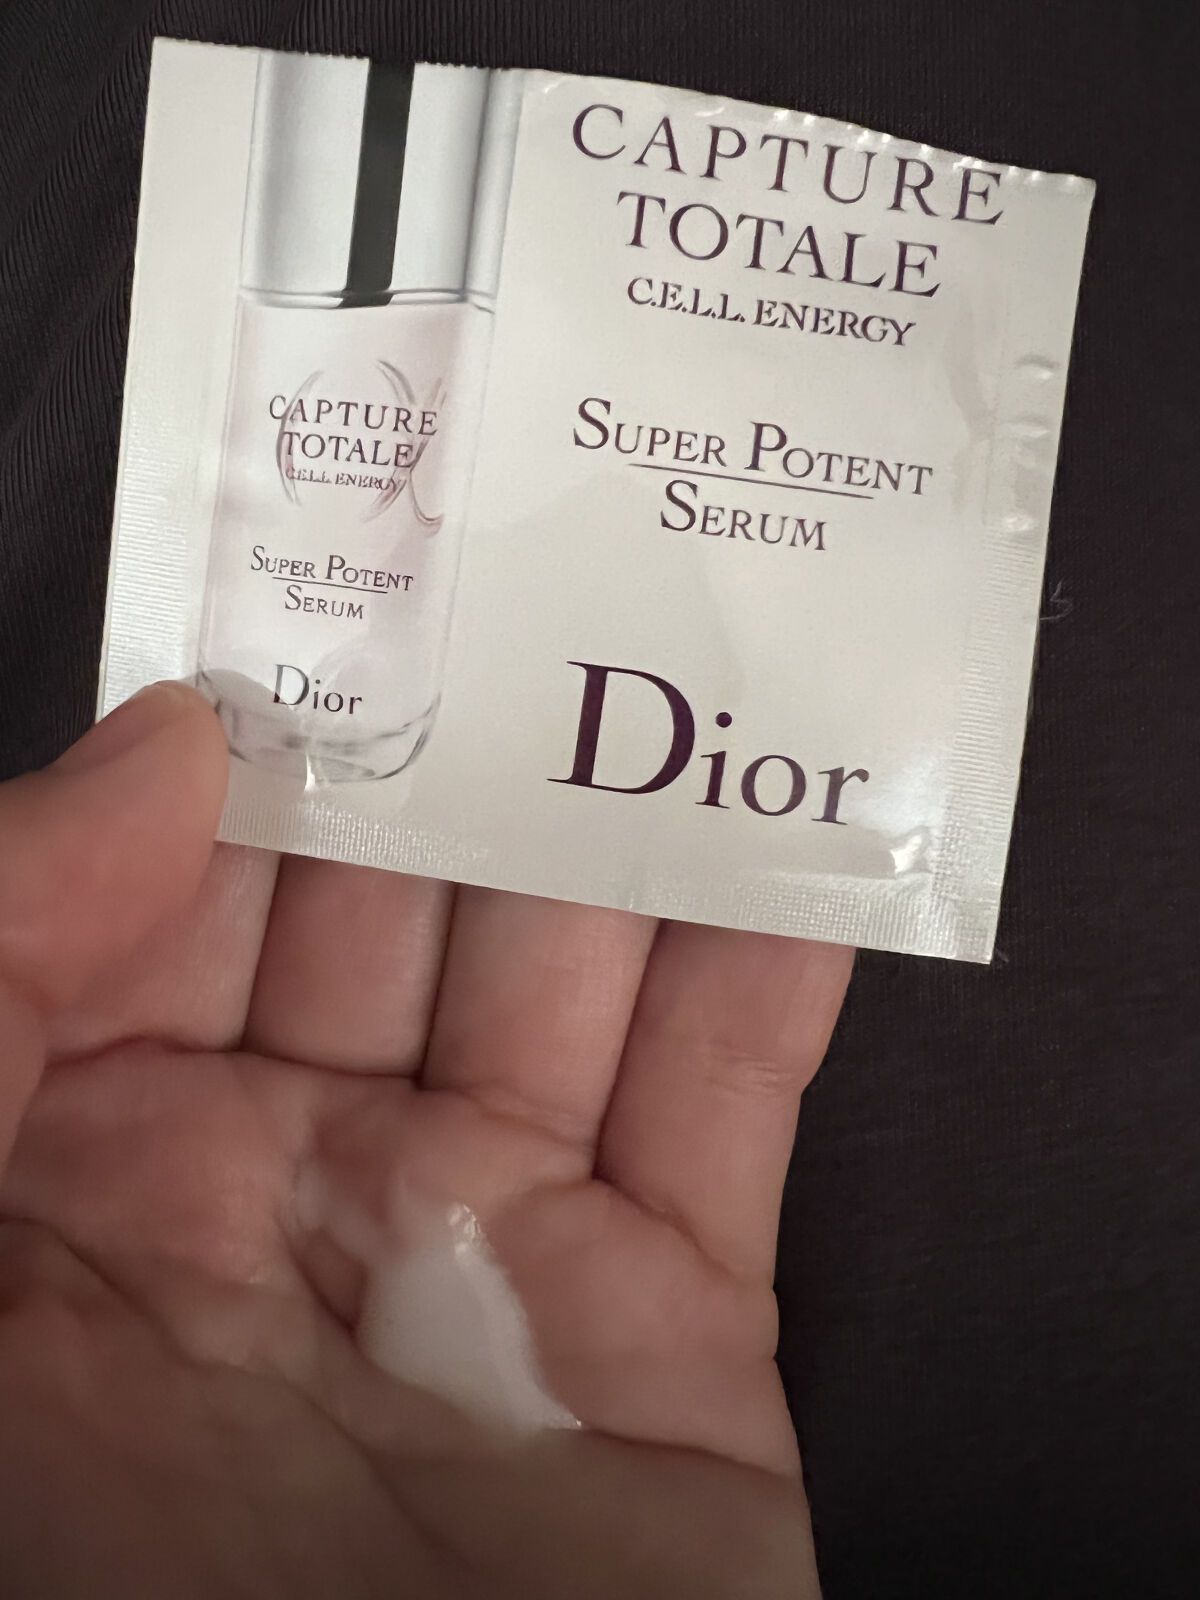 CAPTURE
TOTALE
C.E.L.L. ENERGY
SUPER POTENT
SERUM
Dior
CAPTURE
TOTALE
C.E.L.L. ENERGY
SUPER POTENT
SERUM
Dior